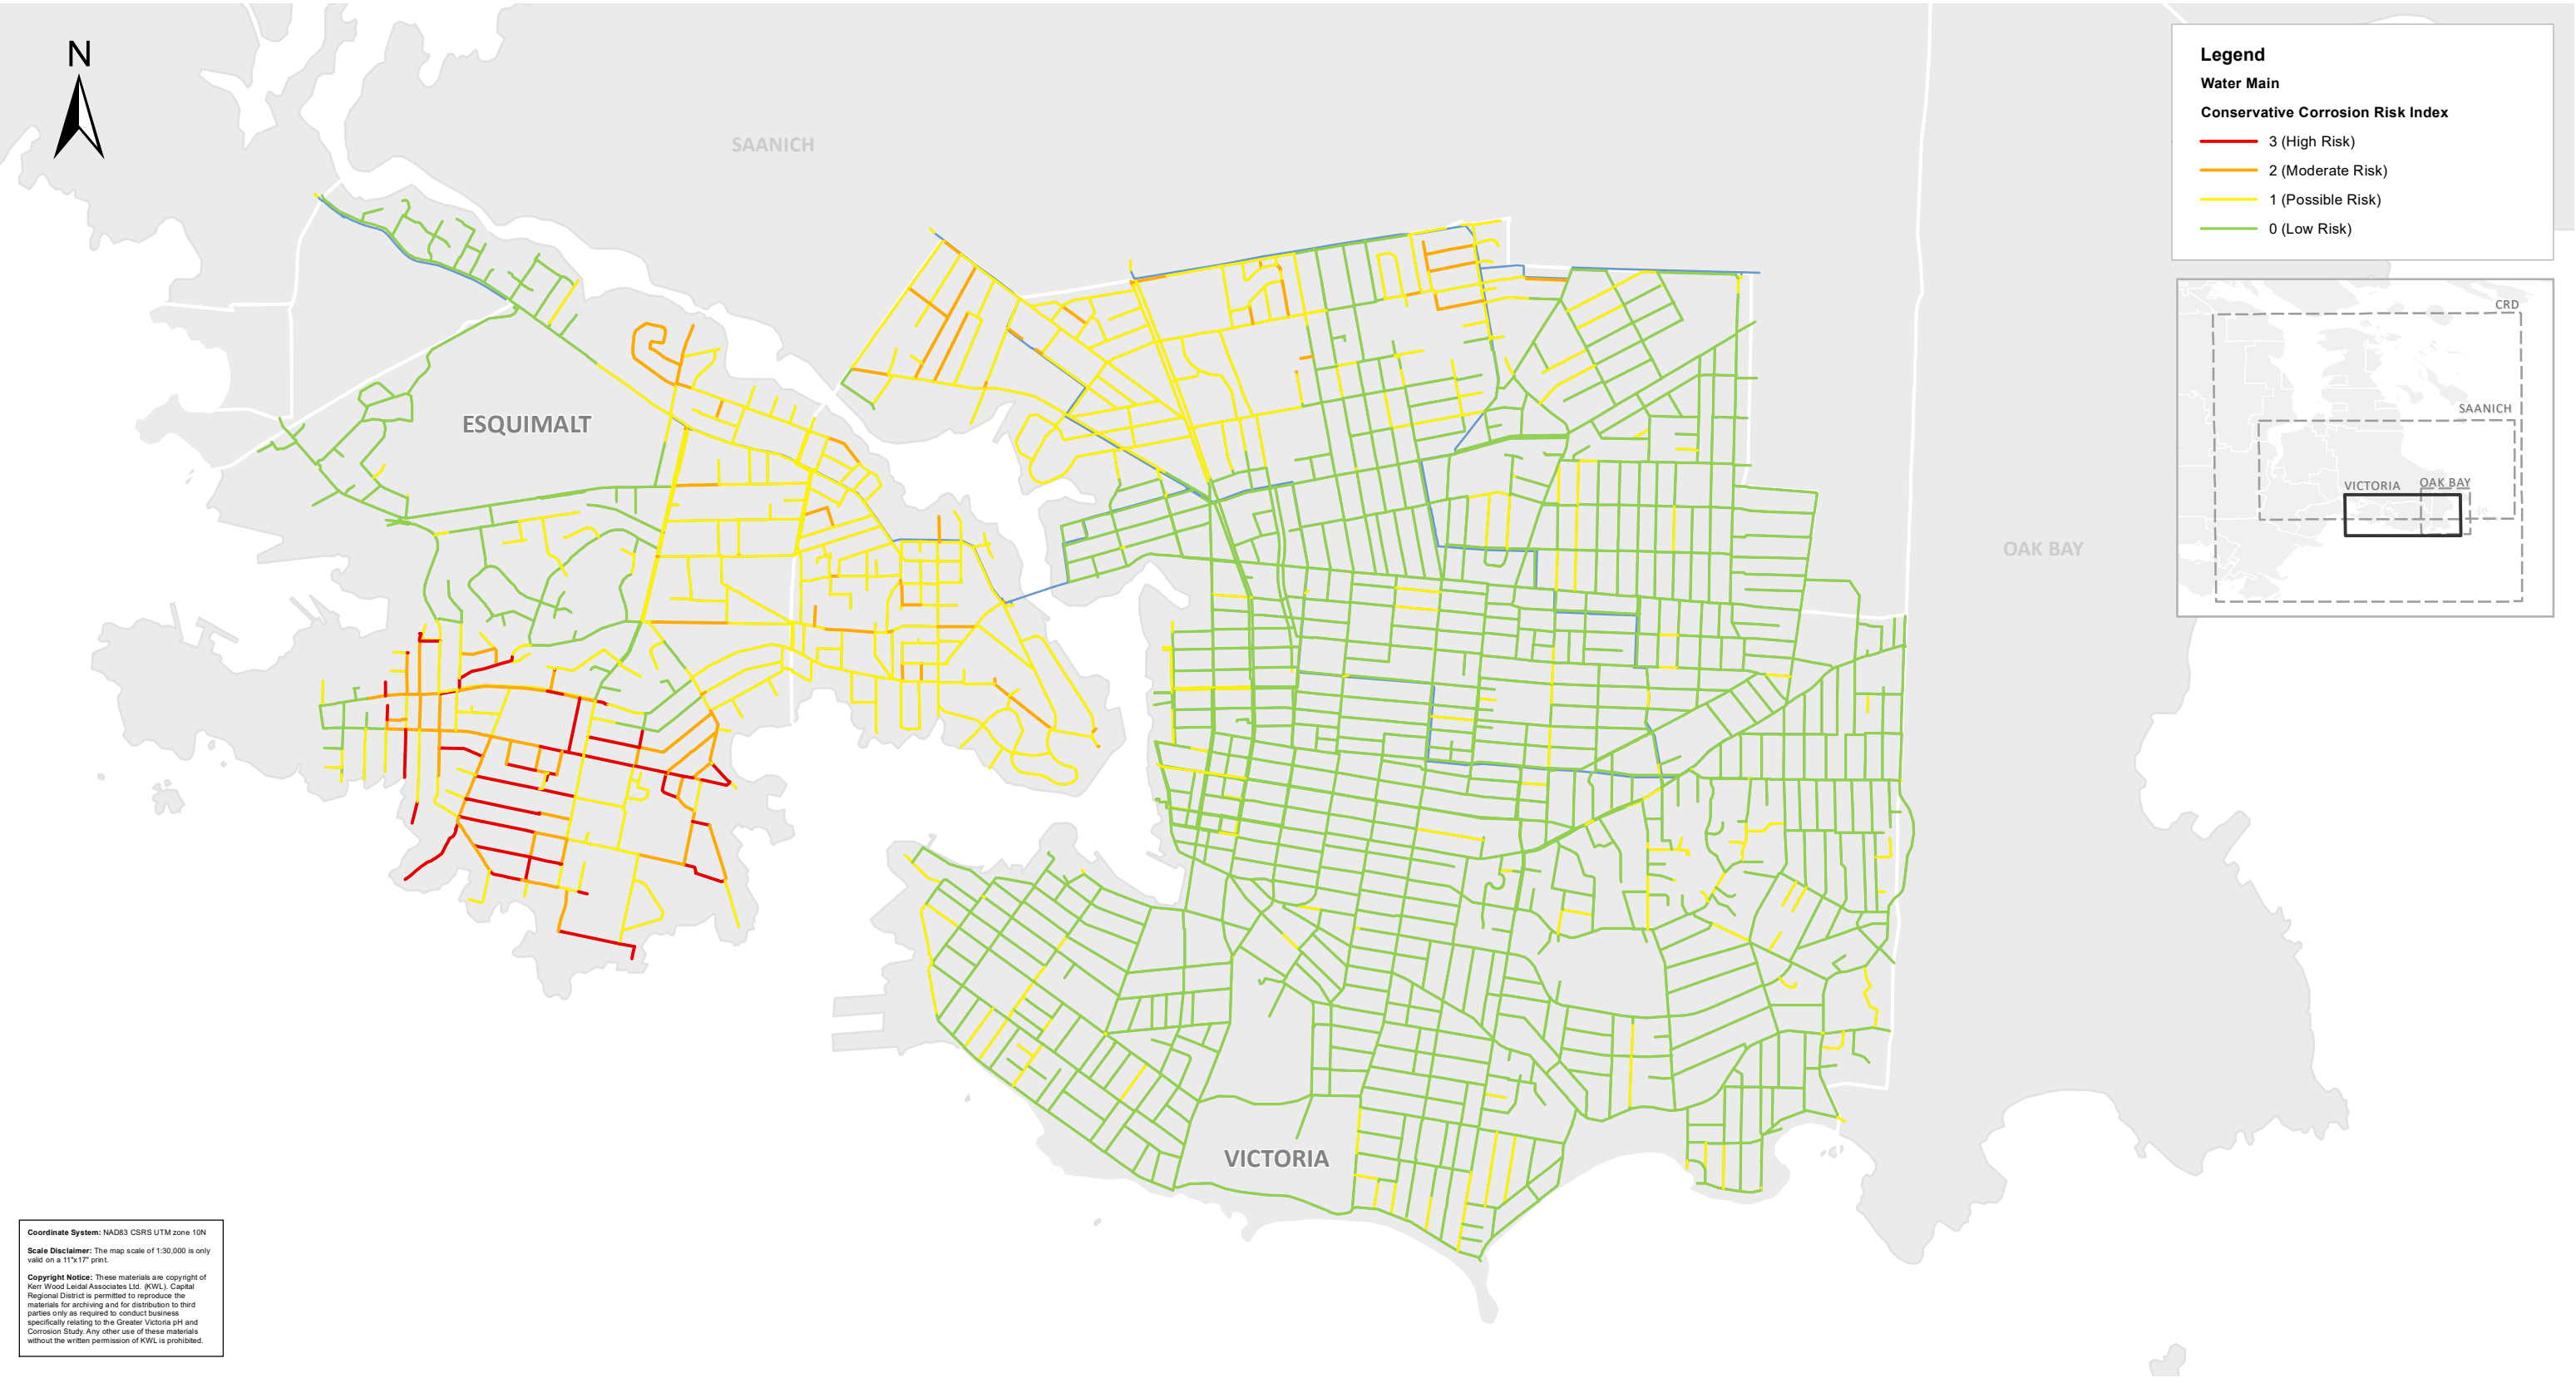 N
SAANICH
ESQUIMALT
OAK BAY
VICTORIA
Legend
Water Main
Conservative Corrosion Risk Index
3 (High Risk)
2 (Moderate Risk)
1 (Possible Risk)
0 (Low Risk)
CRD
SAANICH
VICTORIA
OAK BAY
Coordinate System: NAD83 CSRS UTM zone 10N
Scale Disclaimer: The map scale of 1:30,000 is only
valid on a 11"x17" print.
Copyright Notice: These materials are copyright of
Kerr Wood Leidal Associates Ltd. (KWL). Capital
Regional District is permitted to reproduce the
materials for archiving and for distribution to third
parties only as required to conduct business
specifically relating to the Greater Victoria pH and
Corrosion Study. Any other use of these materials
without the written permission of KWL is prohibited.